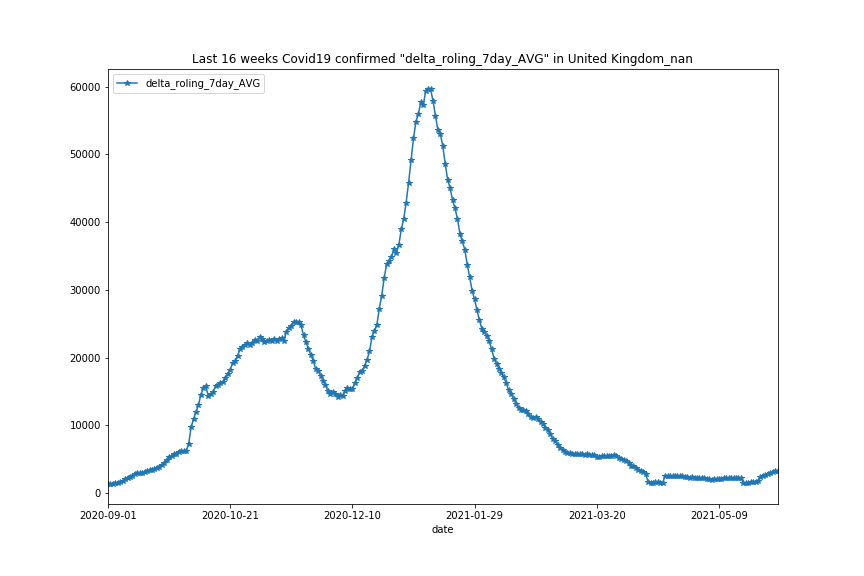 Last 16 weeks Covid19 confirmed "delta_roling_7day_AVG" in United Kingdom_nan
delta_roling_7day_AVG
60000
50000
40000
30000
20000
10000
0
2020-09-01 2020-10-21 2020-12-10 2021-01-29 2021-03-20 2021-05-09
date